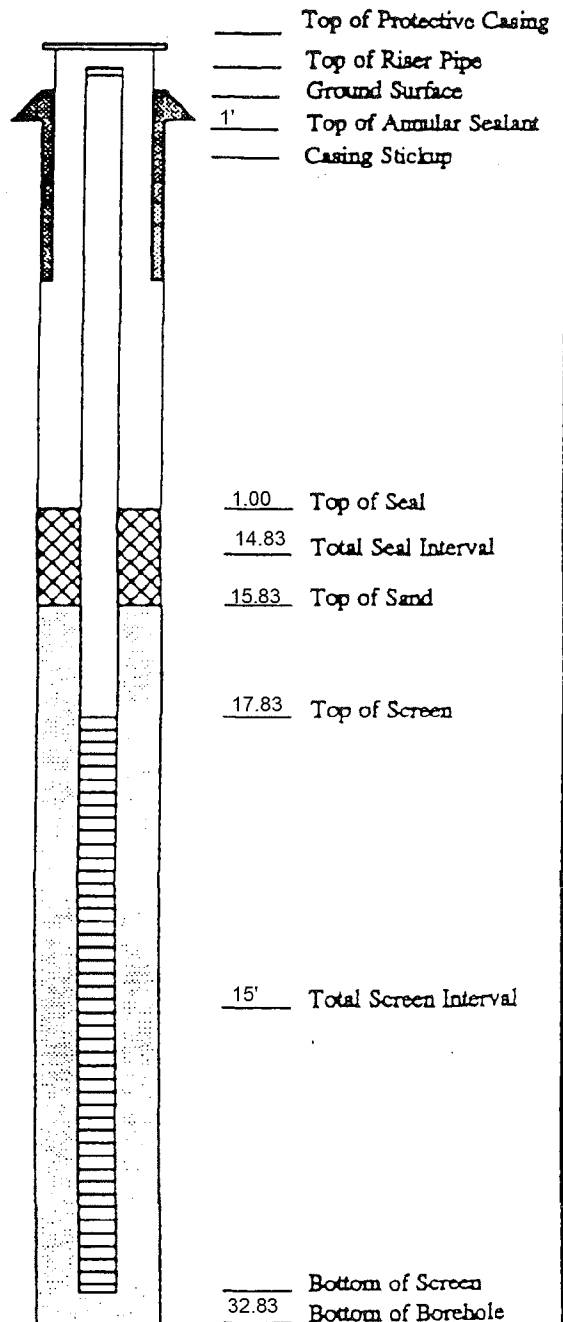 Top of Protective Casing
Top of Riser Pipe
Ground Surface
1' Top of Annular Sealant
Casing Stickup
1.00 Top of Seal
14.83 Total Seal Interval
15.83 Top of Sand
17.83 Top of Screen
15' Total Screen Interval
Bottom of Screen
32.83 Bottom of Borehole